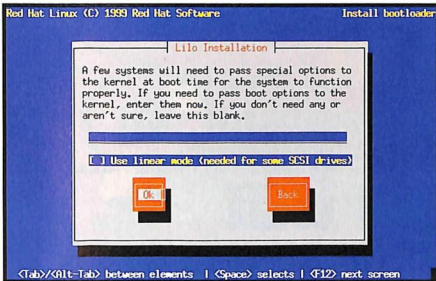 Red Hat Linux (C) 1999 Red Hat Software Install bootloader
Lilo Installation
A few systems will need to pass special options to
the kernel at boot time for the system to function
properly. If you need to pass boot options to the
kernel, enter them now. If you don't need any or
aren't sure, leave this blank.
[ ] Use linear mode (needed for some SCSI drives)
Ok Back
<Tab>/<Alt-Tab> between elements | <Space> selects | <F12> next screen